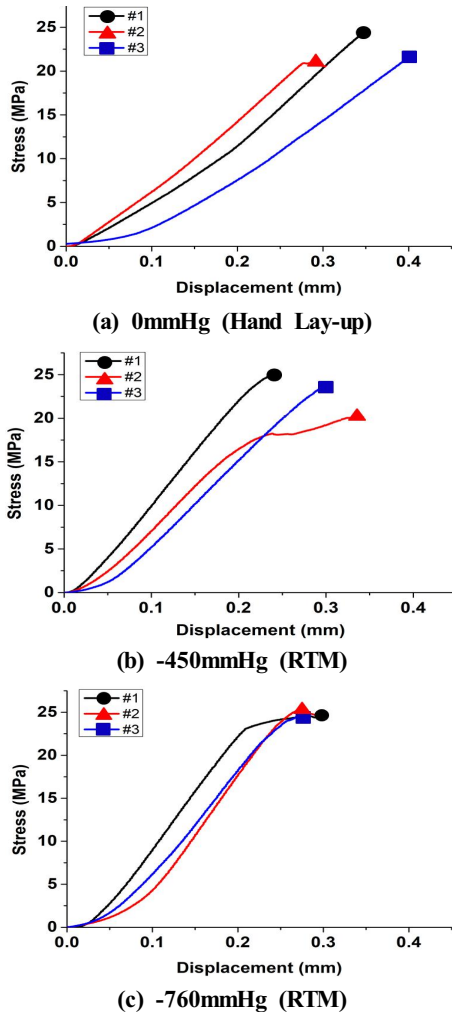 #1
#2
#3
25
20
15
10
5
0
Stress (MPa)
0.0 0.1 0.2 0.3 0.4
Displacement (mm)
(a) 0mmHg (Hand Lay-up)
#1
#2
#3
25
20
15
10
5
0
Stress (MPa)
0.0 0.1 0.2 0.3 0.4
Displacement (mm)
(b) -450mmHg (RTM)
#1
#2
#3
25
20
15
10
5
0
Stress (MPa)
0.0 0.1 0.2 0.3 0.4
Displacement (mm)
(c) -760mmHg (RTM)